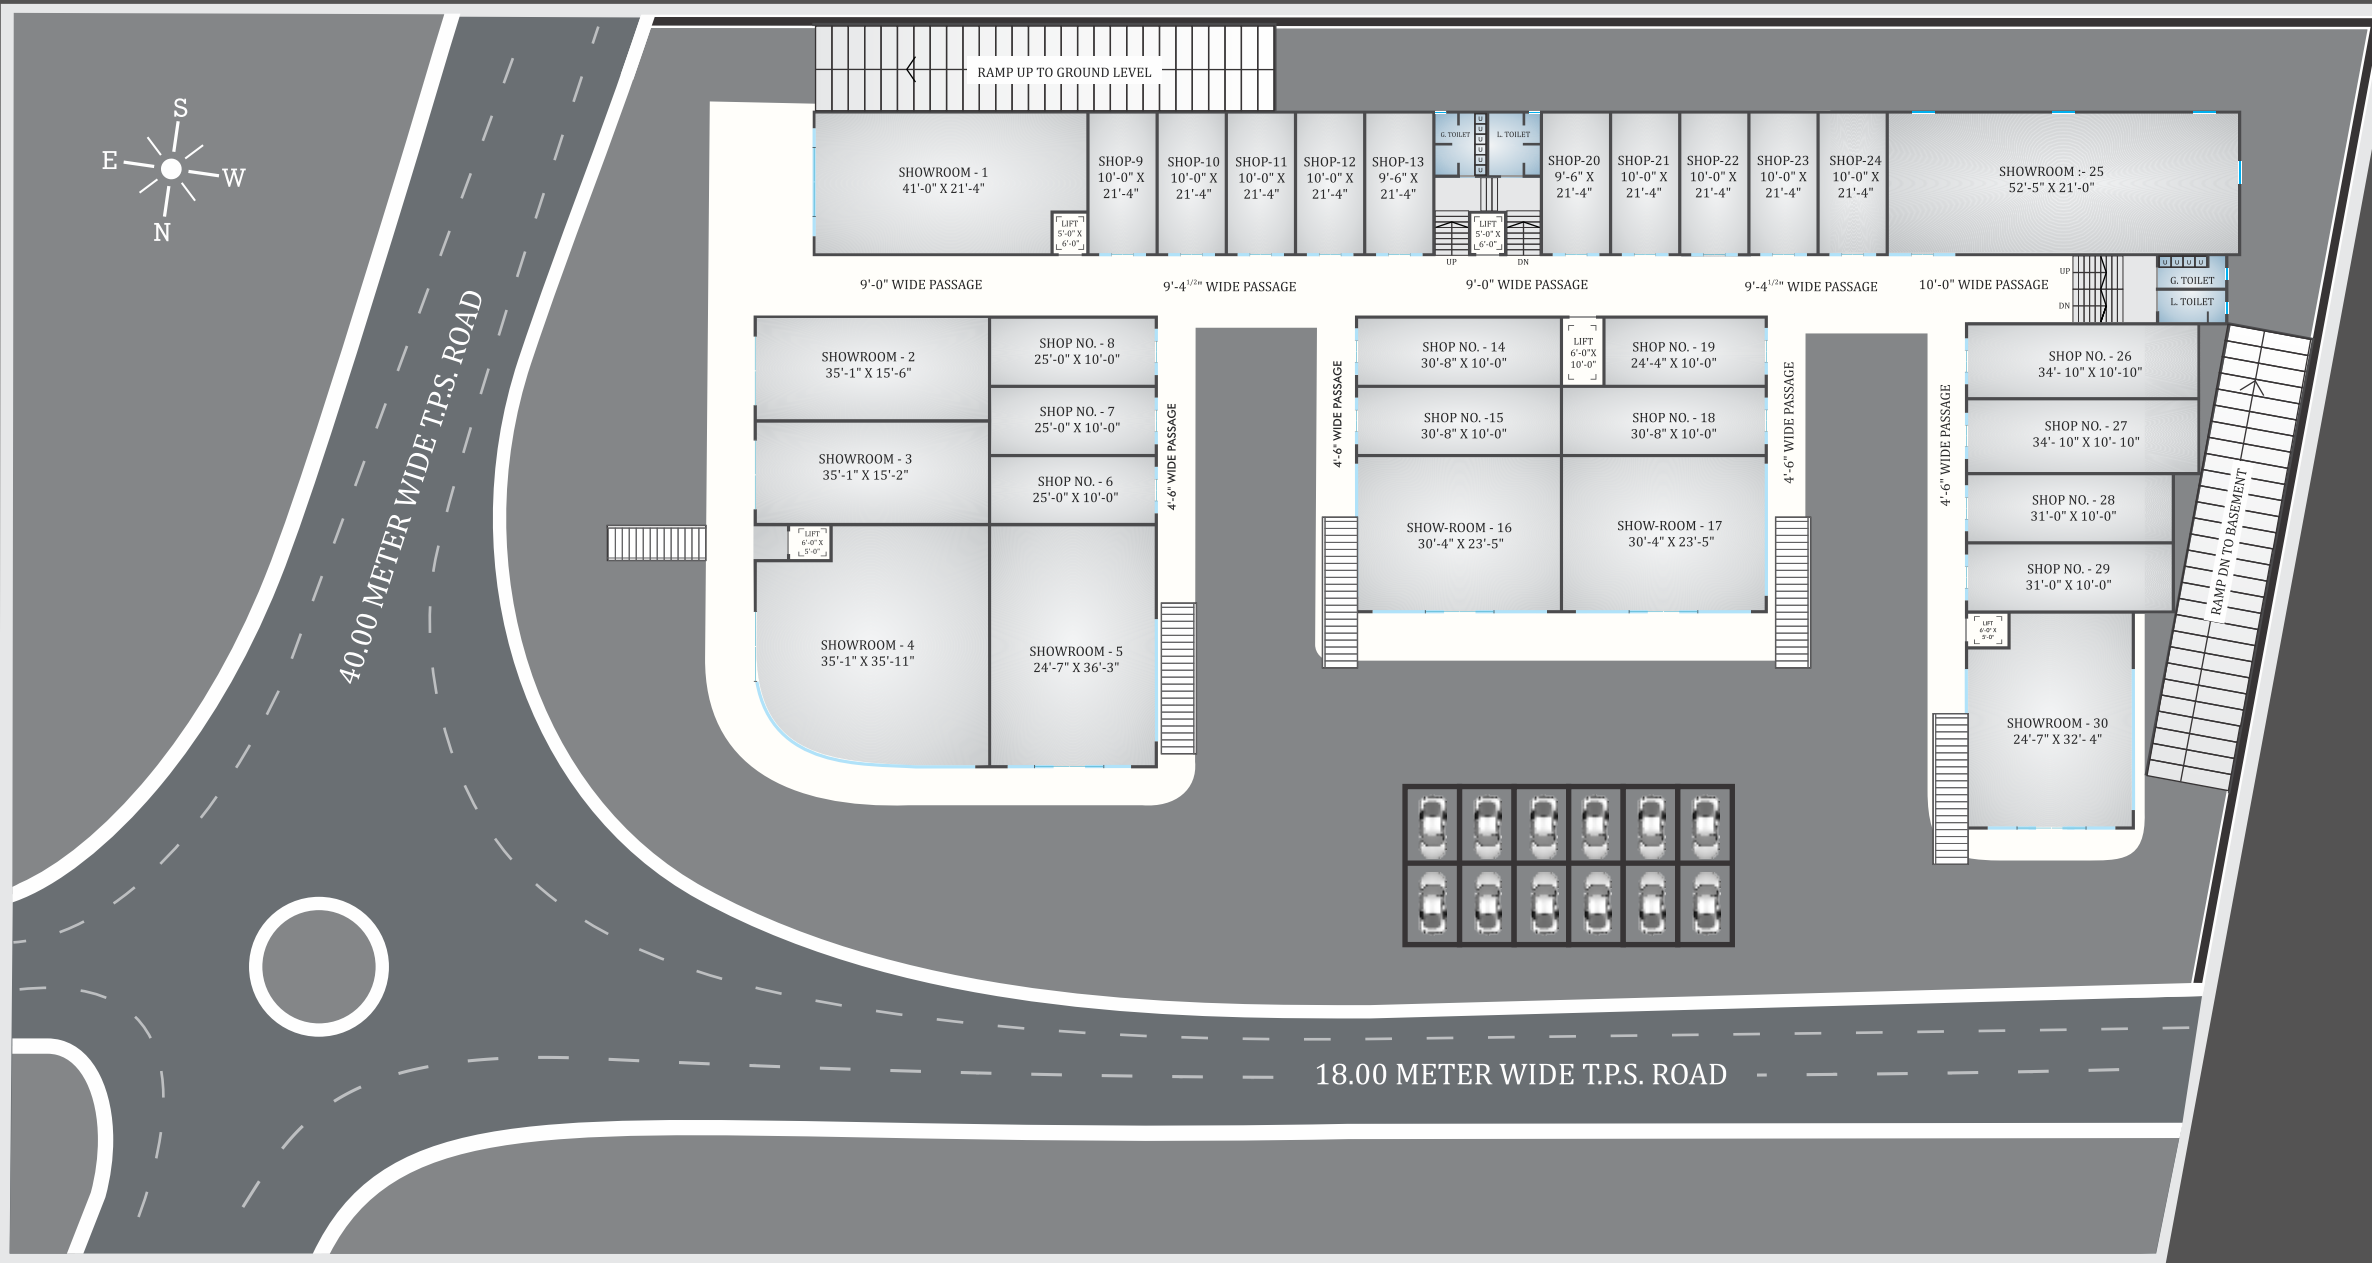 S
E
W
N
40.00 METER WIDE T.P.S. ROAD
RAMP UP TO GROUND LEVEL
SHOWROOM - 1
41'-0" X 21'-4"
LIFT
5'-0" X
6'-0"
SHOP-9
10'-0" X
21'-4"
SHOP-10
10'-0" X
21'-4"
SHOP-11
10'-0" X
21'-4"
SHOP-12
10'-0" X
21'-4"
SHOP-13
9'-6" X
21'-4"
G. TOILET
U
U
U
U
U
U
L. TOILET
LIFT
5'-0" X
6'-0"
UP
DN
SHOP-20
9'-6" X
21'-4"
SHOP-21
10'-0" X
21'-4"
SHOP-22
10'-0" X
21'-4"
SHOP-23
10'-0" X
21'-4"
SHOP-24
10'-0" X
21'-4"
SHOWROOM :- 25
52'-5" X 21'-0"
9'-0" WIDE PASSAGE
9'-4 1/2" WIDE PASSAGE
9'-0" WIDE PASSAGE
9'-4 1/2" WIDE PASSAGE
10'-0" WIDE PASSAGE
UP
DN
U U U U
G. TOILET
L. TOILET
SHOWROOM - 2
35'-1" X 15'-6"
SHOWROOM - 3
35'-1" X 15'-2"
SHOP NO. - 8
25'-0" X 10'-0"
SHOP NO. - 7
25'-0" X 10'-0"
SHOP NO. - 6
25'-0" X 10'-0"
LIFT
6'-0" X
5'-0"
SHOWROOM - 4
35'-1" X 35'-11"
SHOWROOM - 5
24'-7" X 36'-3"
4'-6" WIDE PASSAGE
4'-6" WIDE PASSAGE
SHOP NO. - 14
30'-8" X 10'-0"
LIFT
6'-0"X
10'-0"
SHOP NO. - 19
24'-4" X 10'-0"
SHOP NO. -15
30'-8" X 10'-0"
SHOP NO. - 18
30'-8" X 10'-0"
SHOW-ROOM - 16
30'-4" X 23'-5"
SHOW-ROOM - 17
30'-4" X 23'-5"
4'-6" WIDE PASSAGE
4'-6" WIDE PASSAGE
SHOP NO. - 26
34'- 10" X 10'-10"
SHOP NO. - 27
34'- 10" X 10'- 10"
SHOP NO. - 28
31'-0" X 10'-0"
SHOP NO. - 29
31'-0" X 10'-0"
LIFT
6'-0" X
5'-0"
SHOWROOM - 30
24'-7" X 32'- 4"
RAMP DN TO BASEMENT
18.00 METER WIDE T.P.S. ROAD